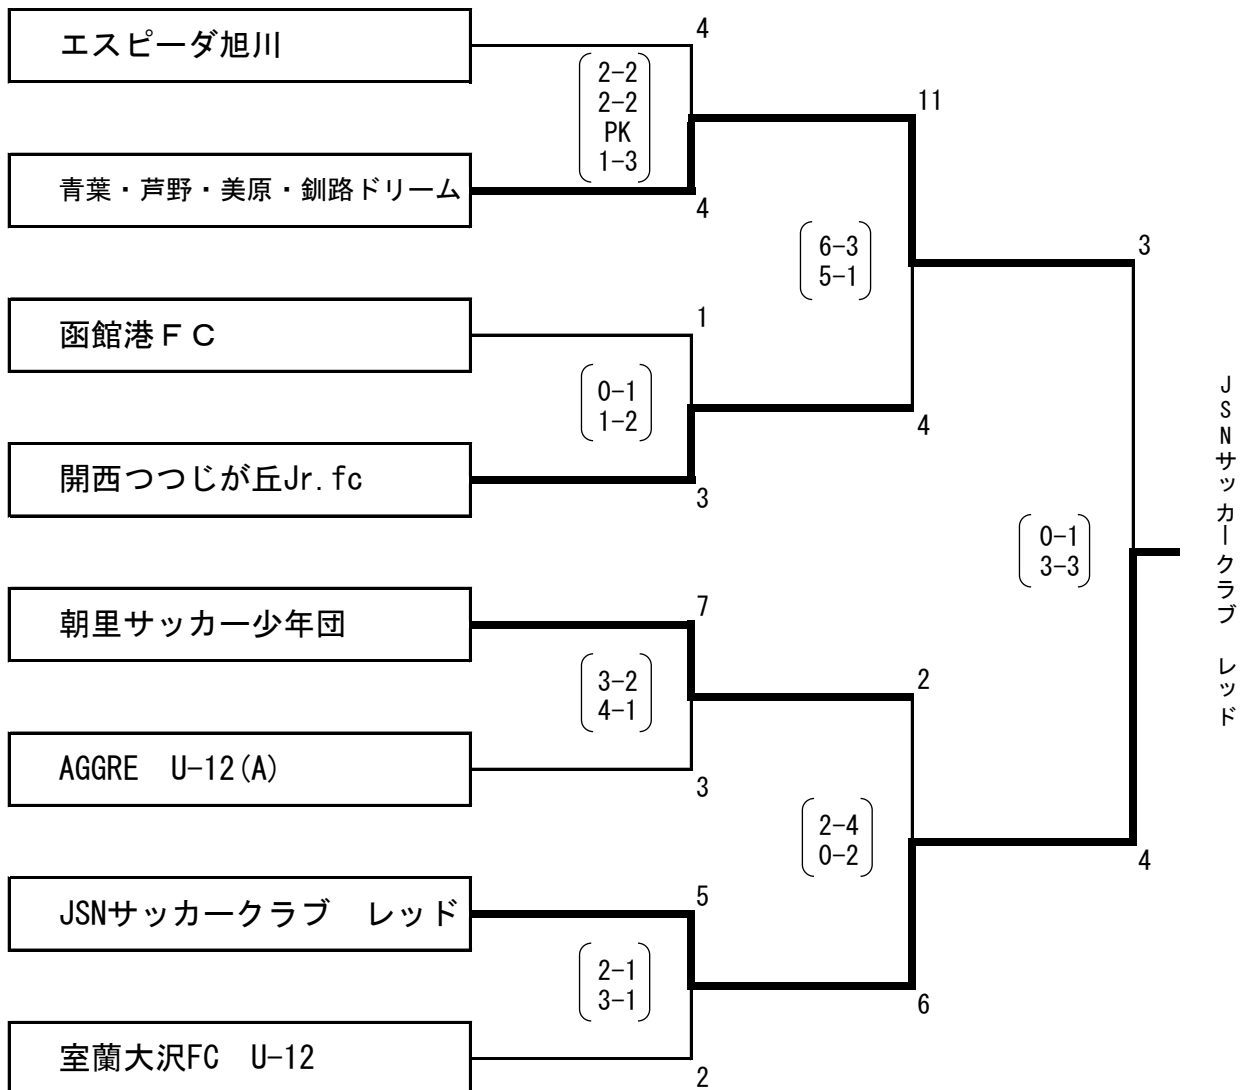 エスピーダ旭川
4
2-2
2-2
PK
1-3
青葉・芦野・美原・釧路ドリーム
4
11
6-3
5-1
函館港ＦＣ
1
0-1
1-2
開西つつじが丘Jr.fc
3
4
3
0-1
3-3
JSNサッカークラブ　レッド
朝里サッカー少年団
7
3-2
4-1
AGGRE　U-12(A)
3
2
2-4
0-2
4
JSNサッカークラブ　レッド
5
2-1
3-1
6
室蘭大沢FC　U-12
2